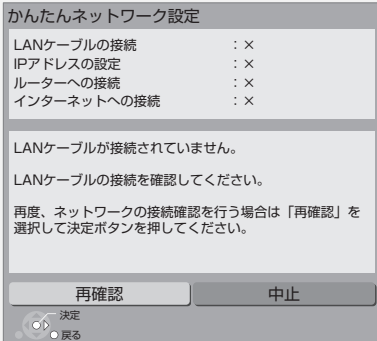 かんたんネットワーク設定
LANケーブルの接続 ：×
IPアドレスの設定 ：×
ルーターへの接続 ：×
インターネットへの接続 ：×
LANケーブルが接続されていません。
LANケーブルの接続を確認してください。
再度、ネットワークの接続確認を行う場合は「再確認」を
選択して決定ボタンを押してください。
再確認 中止
決定
戻る